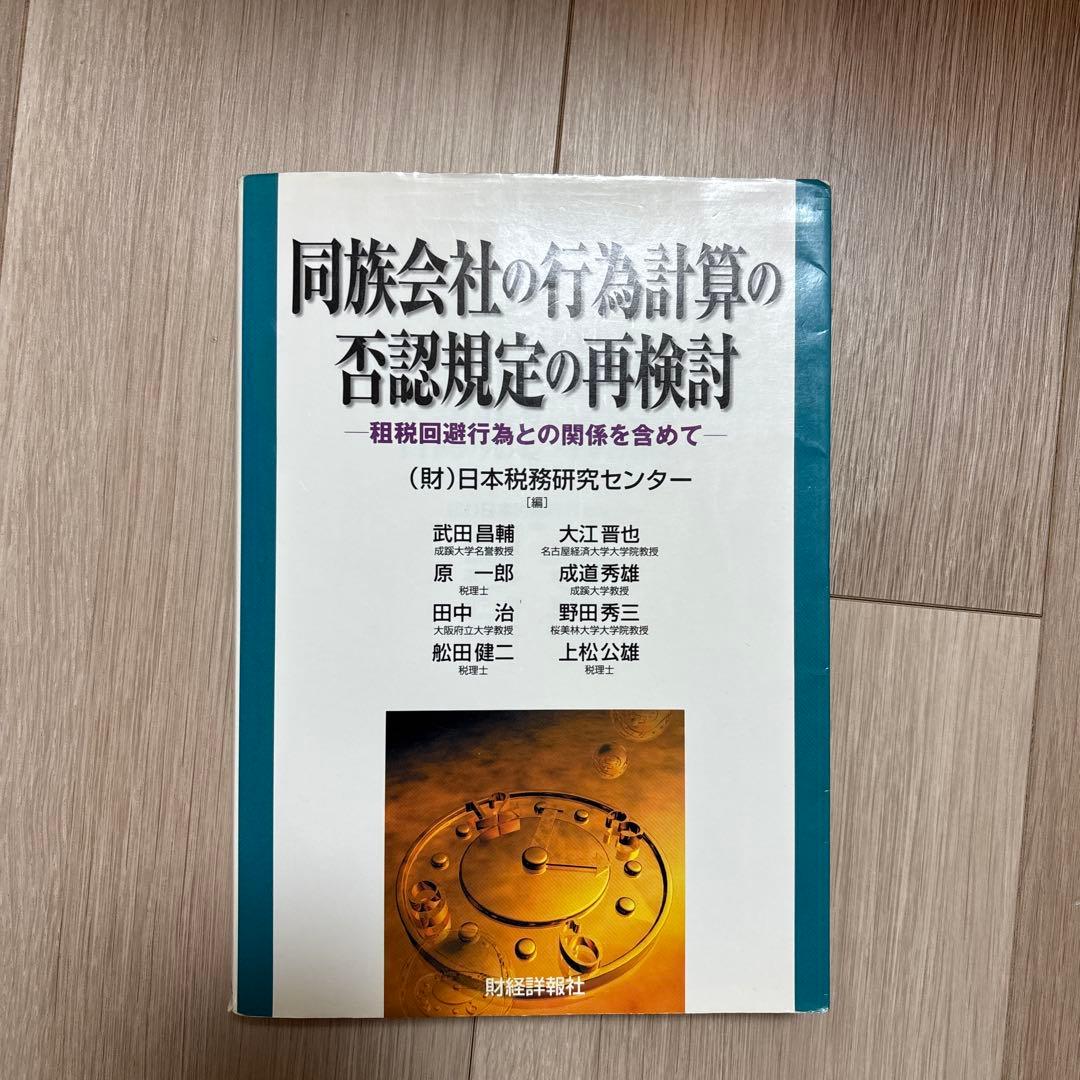 同族会社の行為計算の
否認規定の再検討
―租税回避行為との関係を含めて―
(財)日本税務研究センター
[編]
武田昌輔 大江晋也
成蹊大学名誉教授 名古屋経済大学大学院教授
原 一郎 成道秀雄
税理士 成蹊大学教授
田中 治 野田秀三
大阪府立大学教授 桜美林大学大学院教授
舩田健二 上松公雄
税理士 税理士
財経詳報社